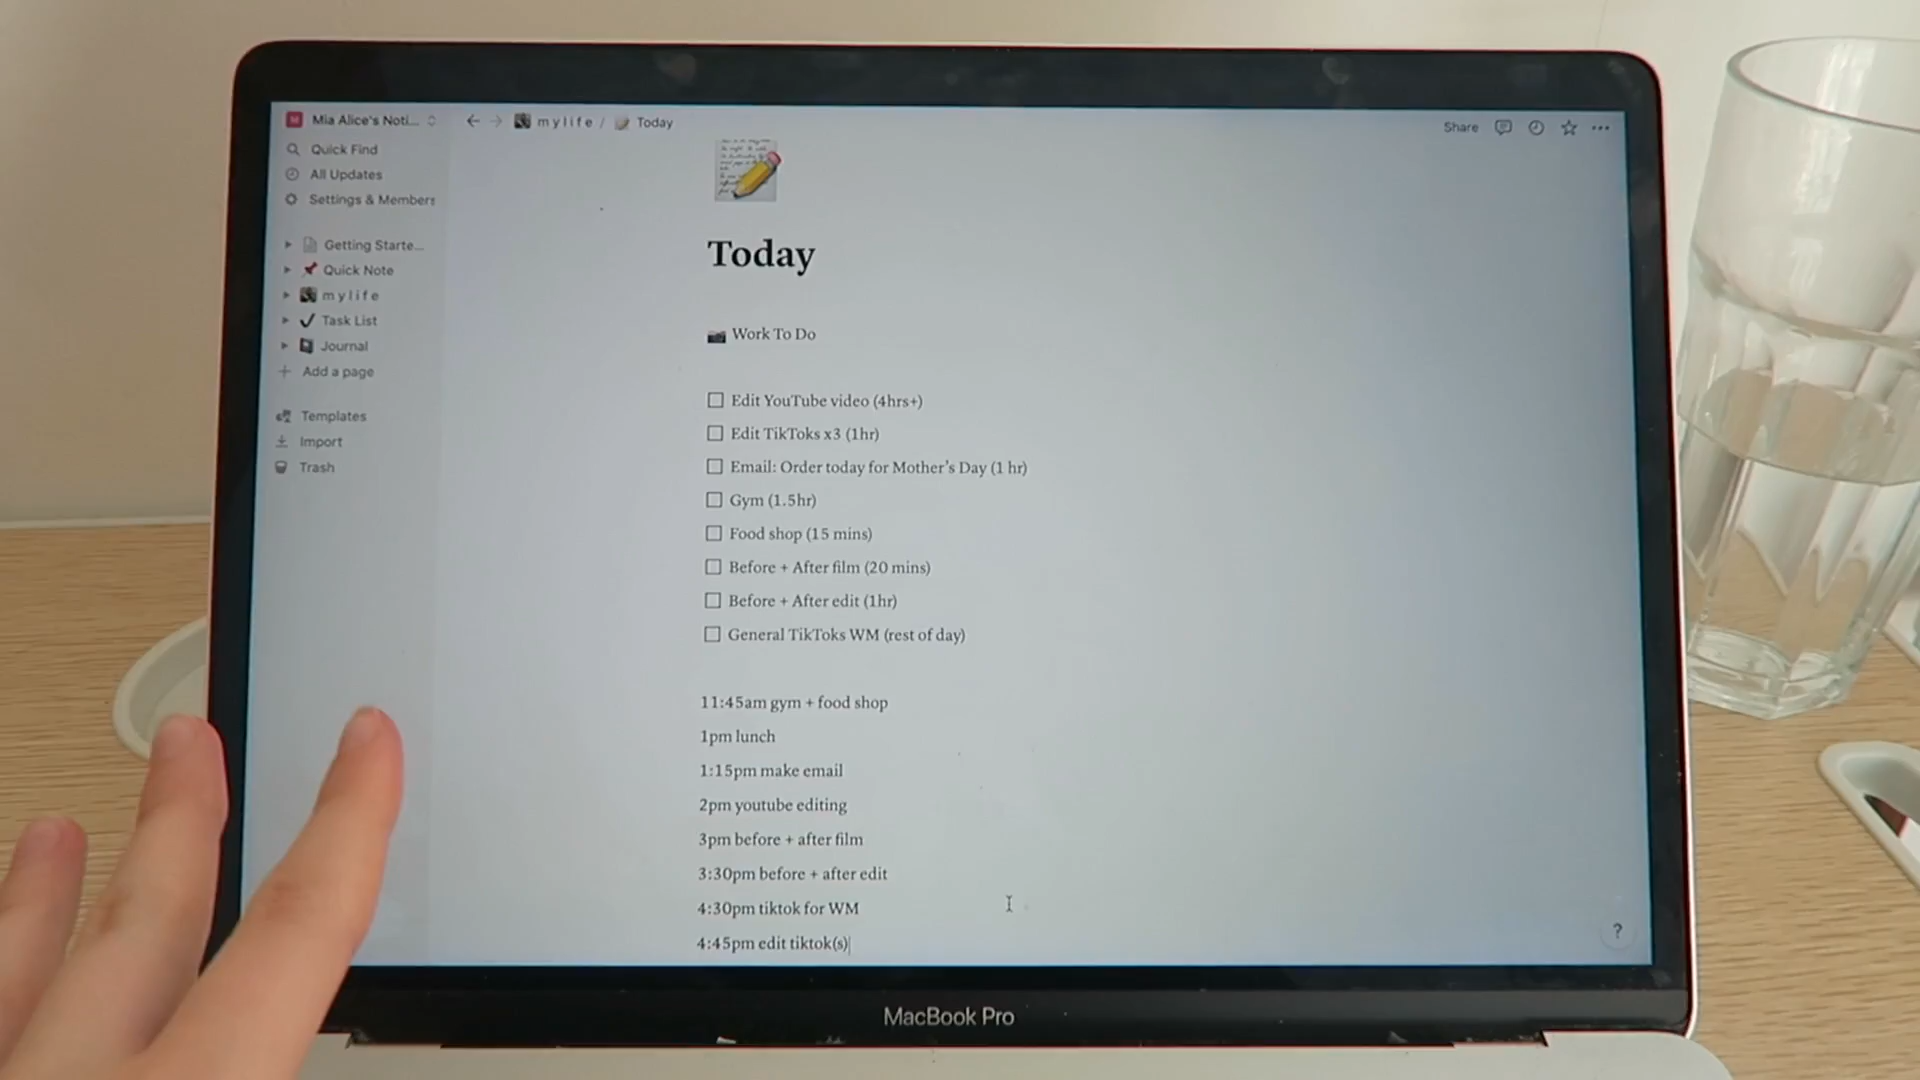 M Mia Alice's Noti...
Quick Find
All Updates
Settings & Members
Getting Starte...
Quick Note
m y l i f e
Task List
Journal
Add a page
Templates
Import
Trash
m y l i f e / Today
Share
Today
Work To Do
Edit YouTube video (4hrs+)
Edit TikToks x3 (1hr)
Email: Order today for Mother's Day (1 hr)
Gym (1.5hr)
Food shop (15 mins)
Before + After film (20 mins)
Before + After edit (1hr)
General TikToks WM (rest of day)
11:45am gym + food shop
1pm lunch
1:15pm make email
2pm youtube editing
3pm before + after film
3:30pm before + after edit
4:30pm tiktok for WM
4:45pm edit tiktok(s)
?
MacBook Pro